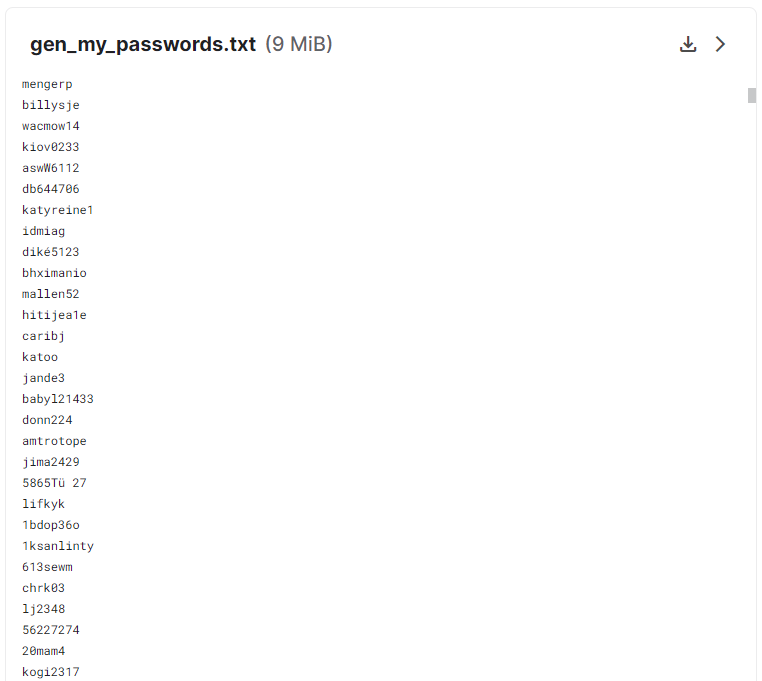 gen_my_passwords.txt (9 MiB)
mengerp
billysje
wacmow14
kiov0233
aswW6112
db644706
katyreine1
idmiag
diké5123
bhximanio
mallen52
hitijea1e
caribj
katoo
jande3
babyl21433
donn224
amtrotope
jima2429
5865Tü 27
lifkyk
1bdop36o
1ksanlinty
613sewm
chrk03
lj2348
56227274
20mam4
kogi2317